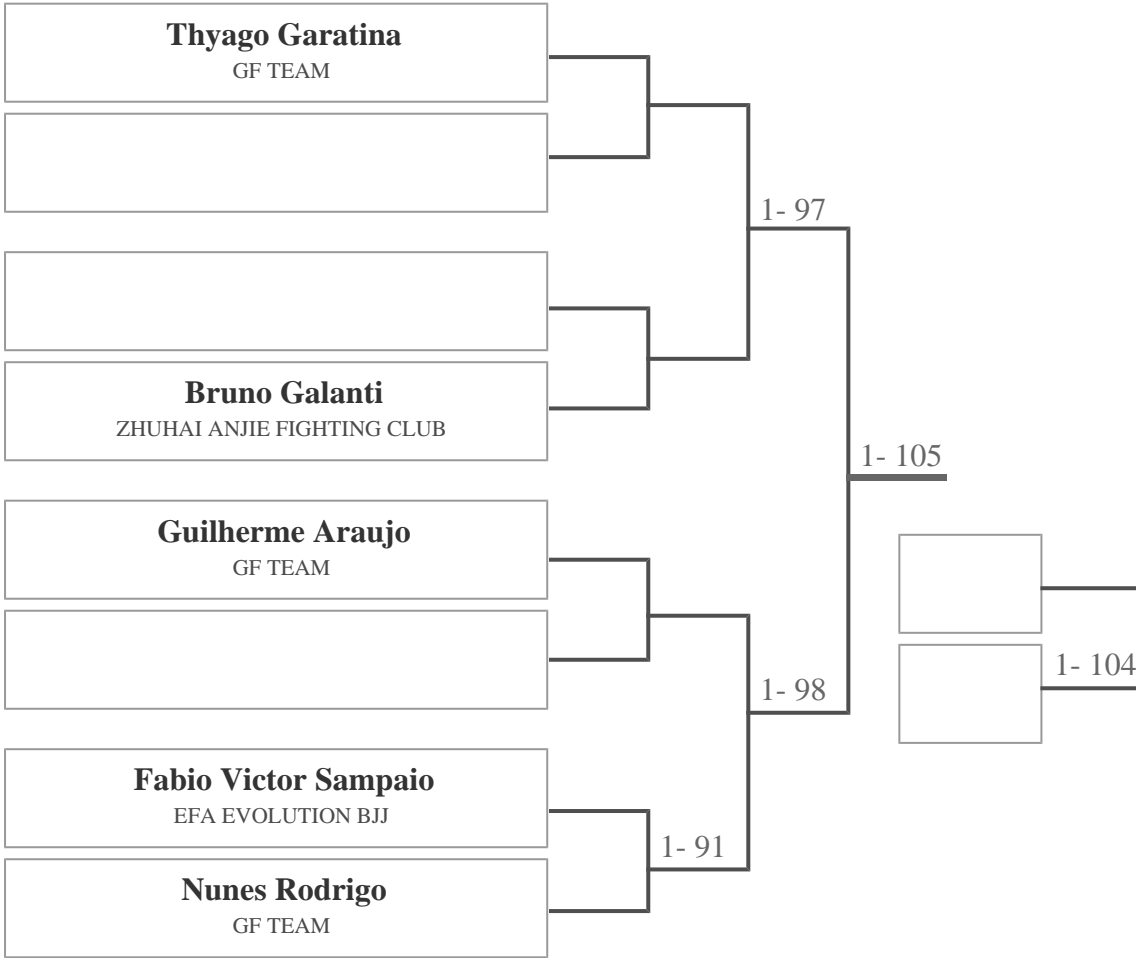 Thyago Garatina
GF TEAM
1- 97
Bruno Galanti
ZHUHAI ANJIE FIGHTING CLUB
1- 105
Guilherme Araujo
GF TEAM
1- 104
1- 98
Fabio Victor Sampaio
EFA EVOLUTION BJJ
1- 91
Nunes Rodrigo
GF TEAM